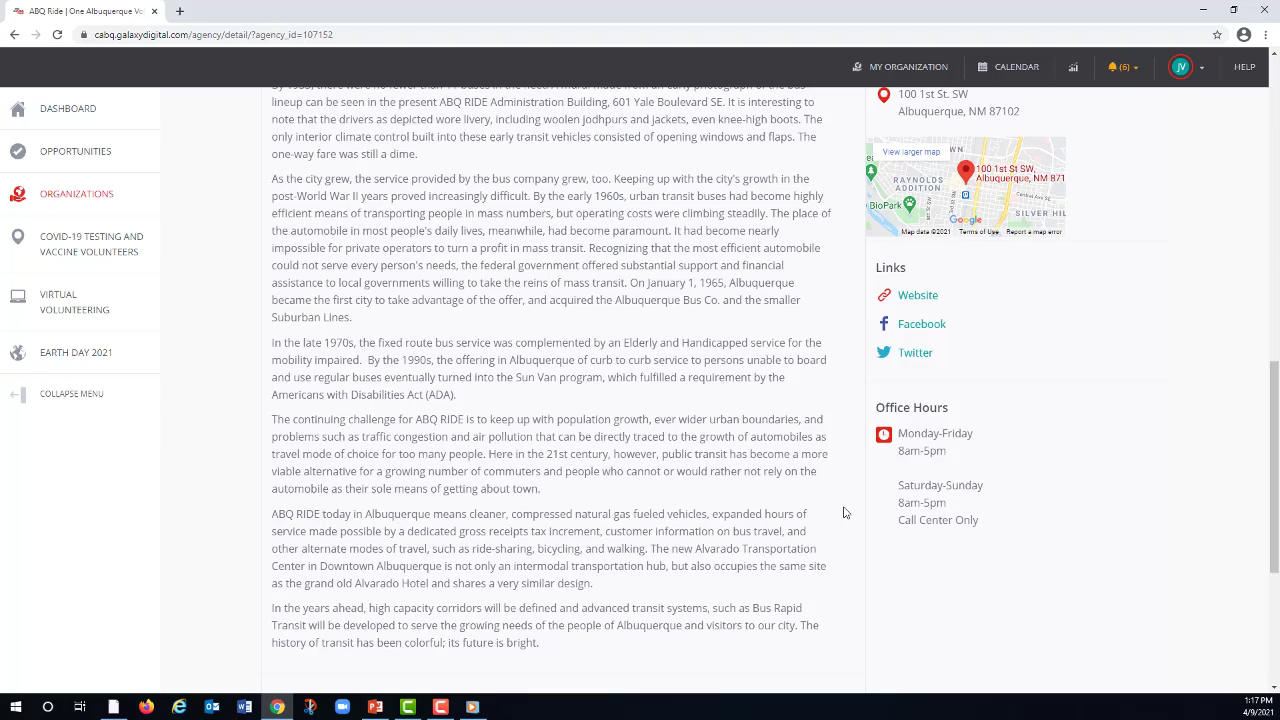 ABQ Ride | One Albuquerque Vo
cabq.galaxydigital.com/agency/detail/?agency_id=107152
MY ORGANIZATION
CALENDAR
(6)
JV
HELP
DASHBOARD
OPPORTUNITIES
ORGANIZATIONS
COVID-19 TESTING AND
VACCINE VOLUNTEERS
VIRTUAL
VOLUNTEERING
EARTH DAY 2021
COLLAPSE MENU
lineup can be seen in the present ABQ RIDE Administration Building, 601 Yale Boulevard SE. It is interesting to
note that the drivers as depicted wore livery, including woolen jodhpurs and jackets, even knee-high boots. The
only interior climate control built into these early transit vehicles consisted of opening windows and flaps. The
one-way fare was still a dime.
As the city grew, the service provided by the bus company grew, too. Keeping up with the city's growth in the
post-World War II years proved increasingly difficult. By the early 1960s, urban transit buses had become highly
efficient means of transporting people in mass numbers, but operating costs were climbing steadily. The place of
the automobile in most people's daily lives, meanwhile, had become paramount. It had become nearly
impossible for private operators to turn a profit in mass transit. Recognizing that the most efficient automobile
could not serve every person's needs, the federal government offered substantial support and financial
assistance to local governments willing to take the reins of mass transit. On January 1, 1965, Albuquerque
became the first city to take advantage of the offer, and acquired the Albuquerque Bus Co. and the smaller
Suburban Lines.
In the late 1970s, the fixed route bus service was complemented by an Elderly and Handicapped service for the
mobility impaired. By the 1990s, the offering in Albuquerque of curb to curb service to persons unable to board
and use regular buses eventually turned into the Sun Van program, which fulfilled a requirement by the
Americans with Disabilities Act (ADA).
The continuing challenge for ABQ RIDE is to keep up with population growth, ever wider urban boundaries, and
problems such as traffic congestion and air pollution that can be directly traced to the growth of automobiles as
travel mode of choice for too many people. Here in the 21st century, however, public transit has become a more
viable alternative for a growing number of commuters and people who cannot or would rather not rely on the
automobile as their sole means of getting about town.
ABQ RIDE today in Albuquerque means cleaner, compressed natural gas fueled vehicles, expanded hours of
service made possible by a dedicated gross receipts tax increment, customer information on bus travel, and
other alternate modes of travel, such as ride-sharing, bicycling, and walking. The new Alvarado Transportation
Center in Downtown Albuquerque is not only an intermodal transportation hub, but also occupies the same site
as the grand old Alvarado Hotel and shares a very similar design.
In the years ahead, high capacity corridors will be defined and advanced transit systems, such as Bus Rapid
Transit will be developed to serve the growing needs of the people of Albuquerque and visitors to our city. The
history of transit has been colorful; its future is bright.
100 1st St. SW
Albuquerque, NM 87102
View larger map
RAYNOLDS
ADDITION
100 1st St SW,
Albuquerque, NM 871
BioPark
SILVER HI
Google
Map data ©2021 Terms of Use Report a map error
Links
Website
Facebook
Twitter
Office Hours
Monday-Friday
8am-5pm
Saturday-Sunday
8am-5pm
Call Center Only
1:17 PM
4/9/2021